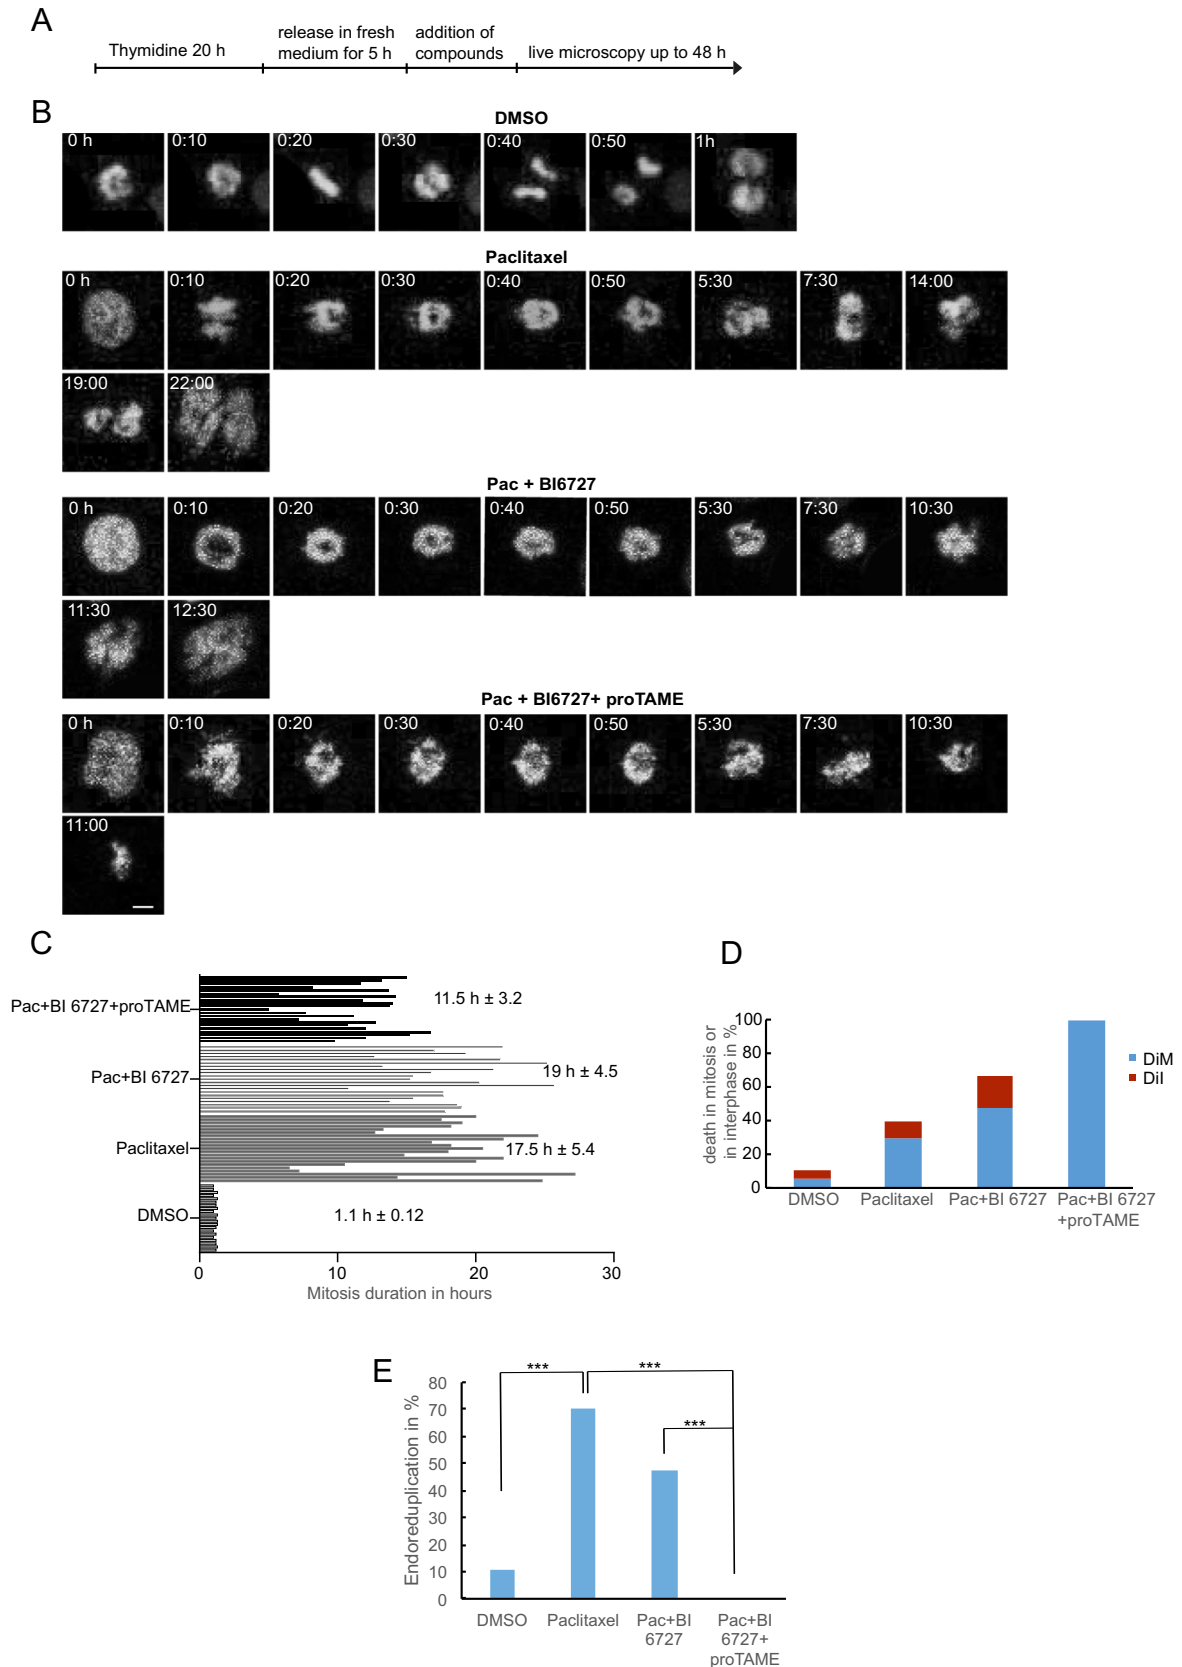 A
Thymidine 20 h
release in fresh
medium for 5 h
addition of
compounds
live microscopy up to 48 h
B
DMSO
0 h 0:10 0:20 0:30 0:40 0:50 1h
Paclitaxel
0 h 0:10 0:20 0:30 0:40 0:50 5:30 7:30 14:00
19:00 22:00
Pac + BI6727
0 h 0:10 0:20 0:30 0:40 0:50 5:30 7:30 10:30
11:30 12:30
Pac + BI6727+ proTAME
0 h 0:10 0:20 0:30 0:40 0:50 5:30 7:30 10:30
11:00
C
Pac+BI 6727+proTAME
11.5 h ± 3.2
Pac+BI 6727
19 h ± 4.5
Paclitaxel
17.5 h ± 5.4
DMSO
1.1 h ± 0.12
0 10 20 30
Mitosis duration in hours
D
death in mitosis or
in interphase in %
100
80
60
40
20
0
DMSO Paclitaxel Pac+BI 6727 Pac+BI 6727
+proTAME
DiM
DiI
E
Endoreduplication in %
80
70
60
50
40
30
20
10
0
*** ***
***
DMSO Paclitaxel Pac+BI Pac+BI
6727 6727+
proTAME